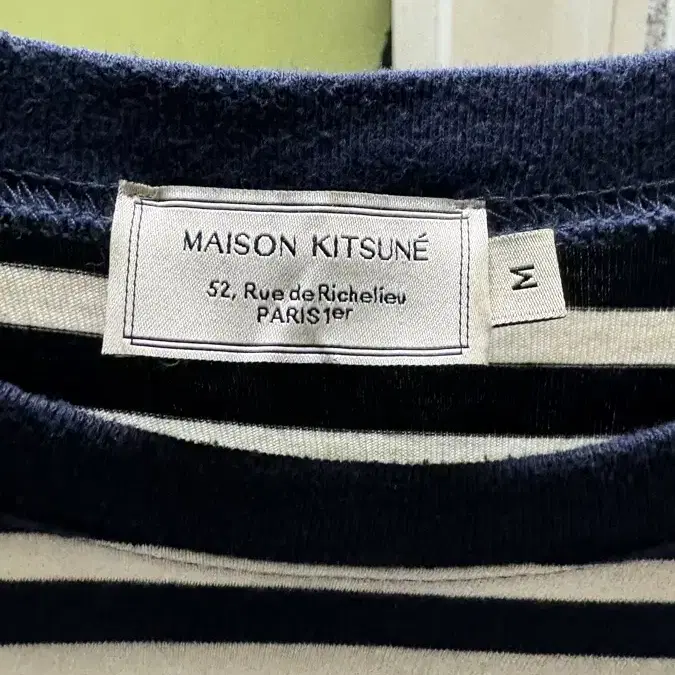 MAISON KITSUNÉ
52, Rue de Richelieu
PARIS 1er
M